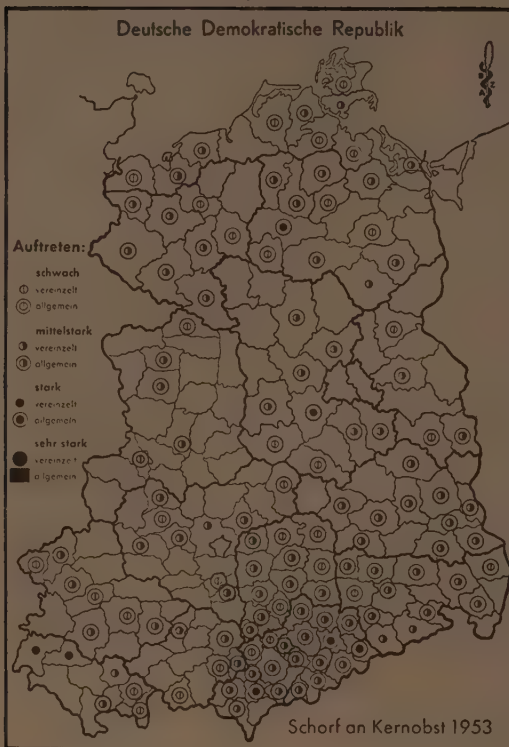 Deutsche Demokratische Republik
C
B Z
A
Auftreten:
schwach
vereinzelt
allgemein
mittelstark
vereinzelt
allgemein
stark
vereinzelt
allgemein
sehr stark
vereinzelt
allgemein
Schorf an Kernobst 1953